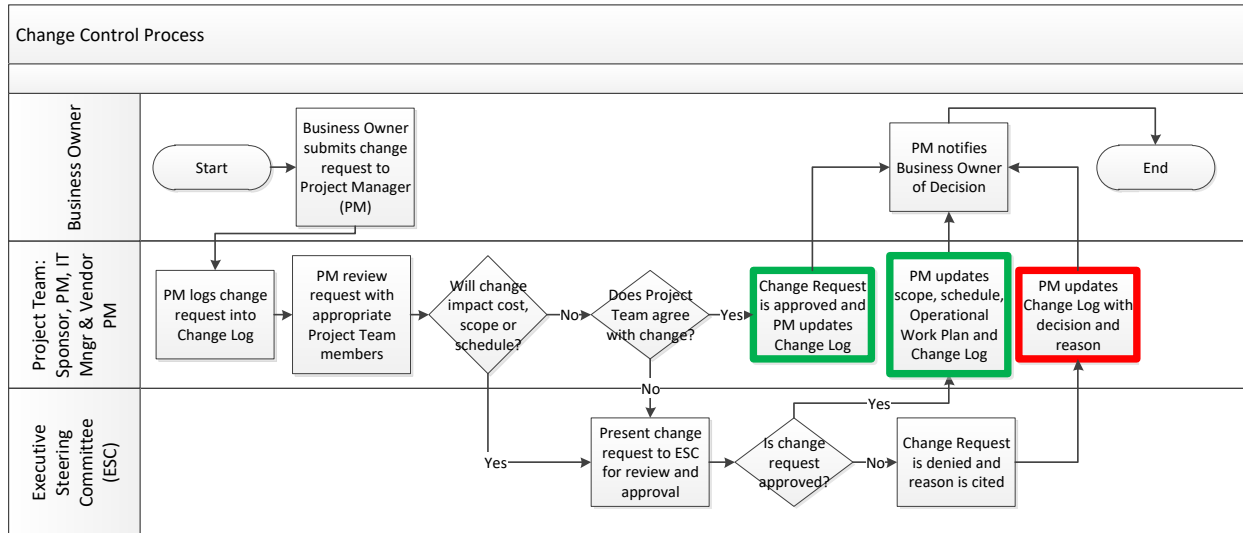 Change Control Process
Business Owner
Start
Business Owner
submits change
request to
Project Manager
(PM)
PM notifies
Business Owner
of Decision
End
Project Team:
Sponsor, PM, IT
Mngr & Vendor
PM
PM logs change
request into
Change Log
PM review
request with
appropriate
Project Team
members
Will change
impact cost,
scope or
schedule?
No
Does Project
Team agree
with change?
Yes
Change Request
is approved and
PM updates
Change Log
PM updates
scope, schedule,
Operational
Work Plan and
Change Log
PM updates
Change Log with
decision and
reason
No
Executive
Steering
Committee
(ESC)
Yes
Present change
request to ESC
for review and
approval
Is change
request
approved?
Yes
No
Change Request
is denied and
reason is cited